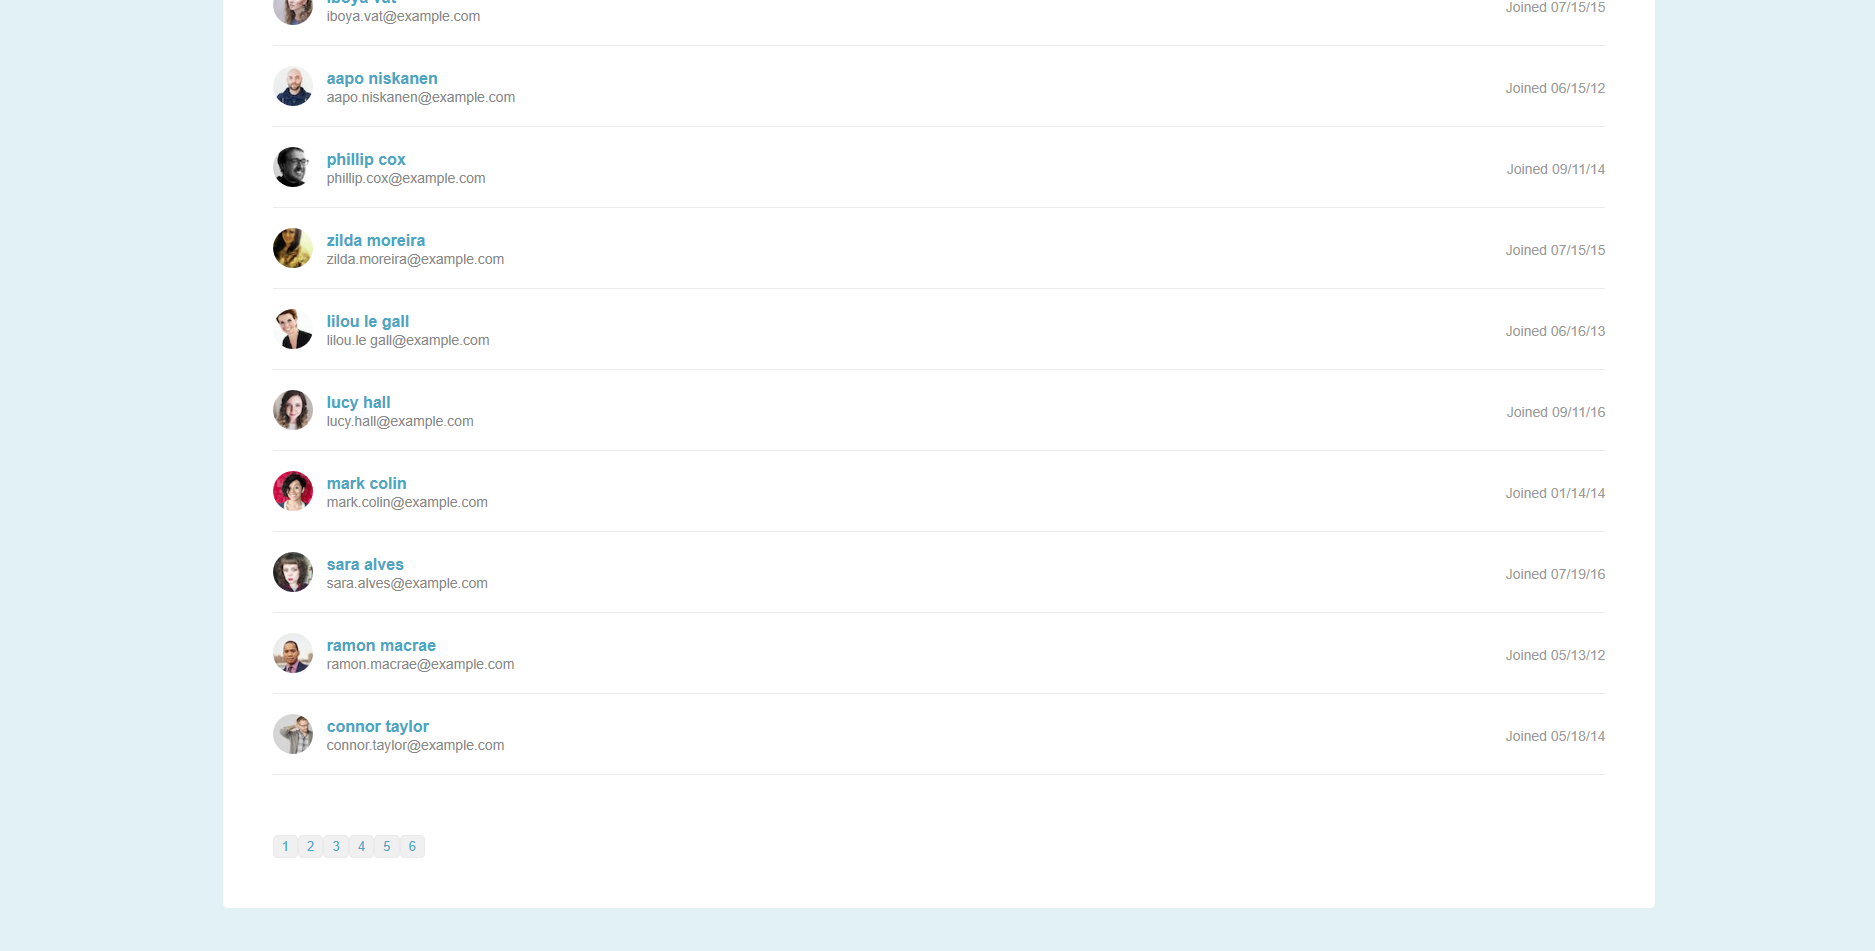 iboya vat
iboya.vat@example.com
Joined 07/15/15
aapo niskanen
aapo.niskanen@example.com
Joined 06/15/12
phillip cox
phillip.cox@example.com
Joined 09/11/14
zilda moreira
zilda.moreira@example.com
Joined 07/15/15
lilou le gall
lilou.le gall@example.com
Joined 06/16/13
lucy hall
lucy.hall@example.com
Joined 09/11/16
mark colin
mark.colin@example.com
Joined 01/14/14
sara alves
sara.alves@example.com
Joined 07/19/16
ramon macrae
ramon.macrae@example.com
Joined 05/13/12
connor taylor
connor.taylor@example.com
Joined 05/18/14
1 2 3 4 5 6